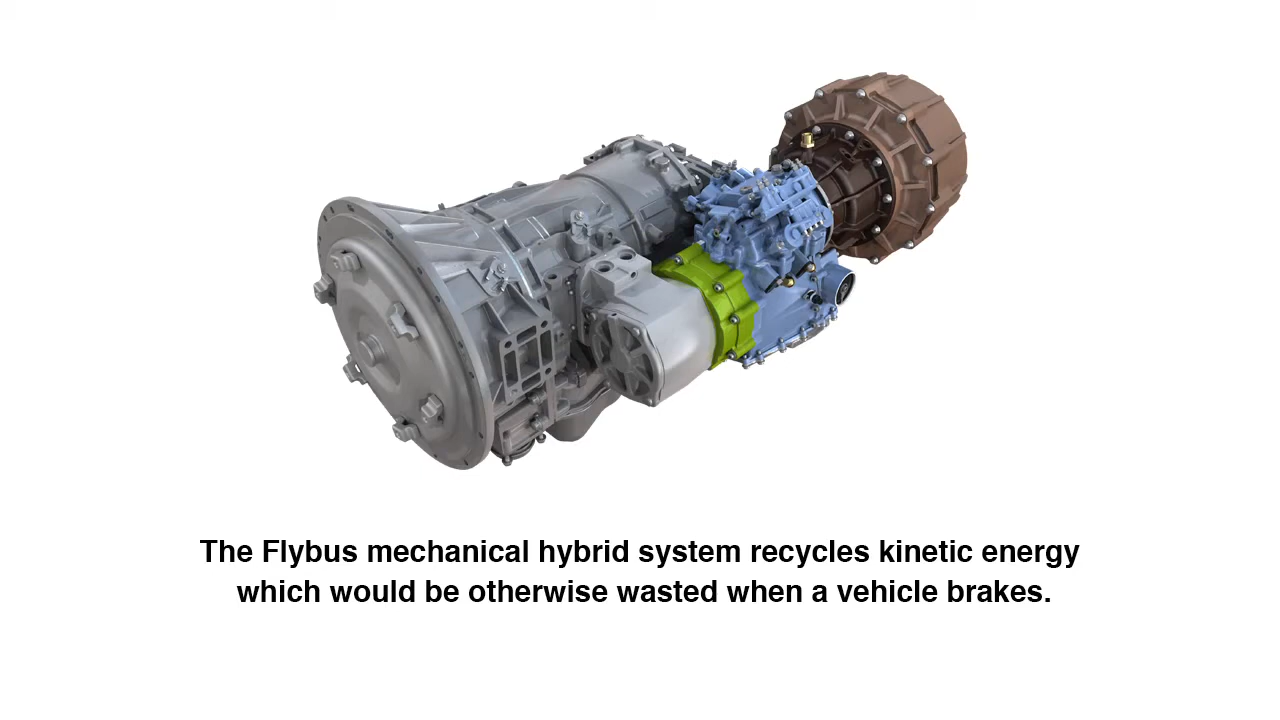 The Flybus mechanical hybrid system recycles kinetic energy
which would be otherwise wasted when a vehicle brakes.